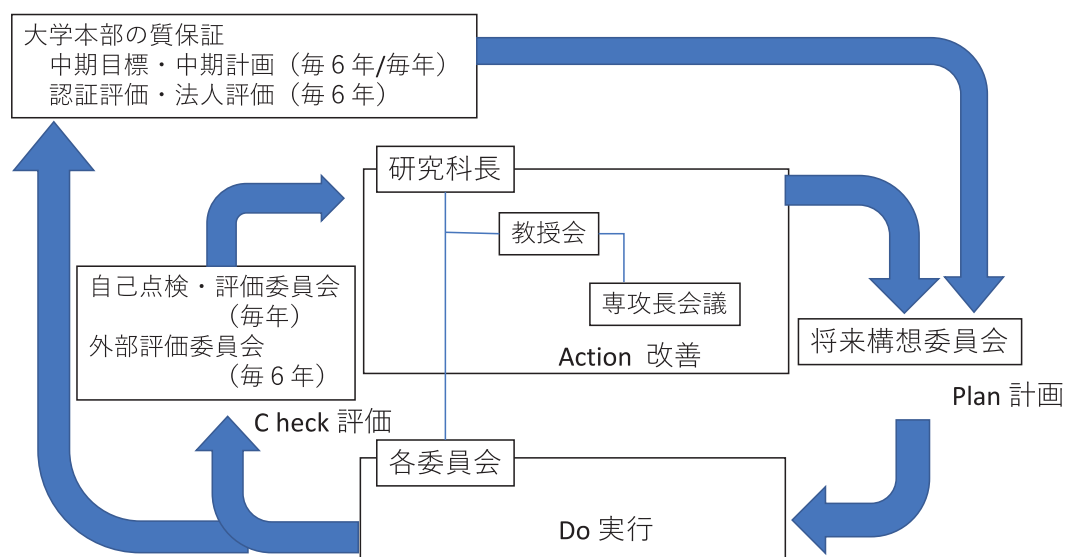 大学本部の質保証
中期目標・中期計画（毎６年/毎年）
認証評価・法人評価（毎６年）
研究科長
教授会
専攻長会議
Action 改善
自己点検・評価委員会
（毎年）
外部評価委員会
（毎６年）
C heck 評価
将来構想委員会
Plan 計画
各委員会
Do 実行